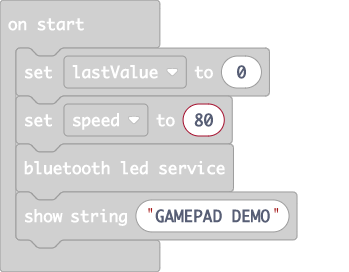 on start
set lastValue to 0
set speed to 80
bluetooth led service
show string "GAMEPAD DEMO"